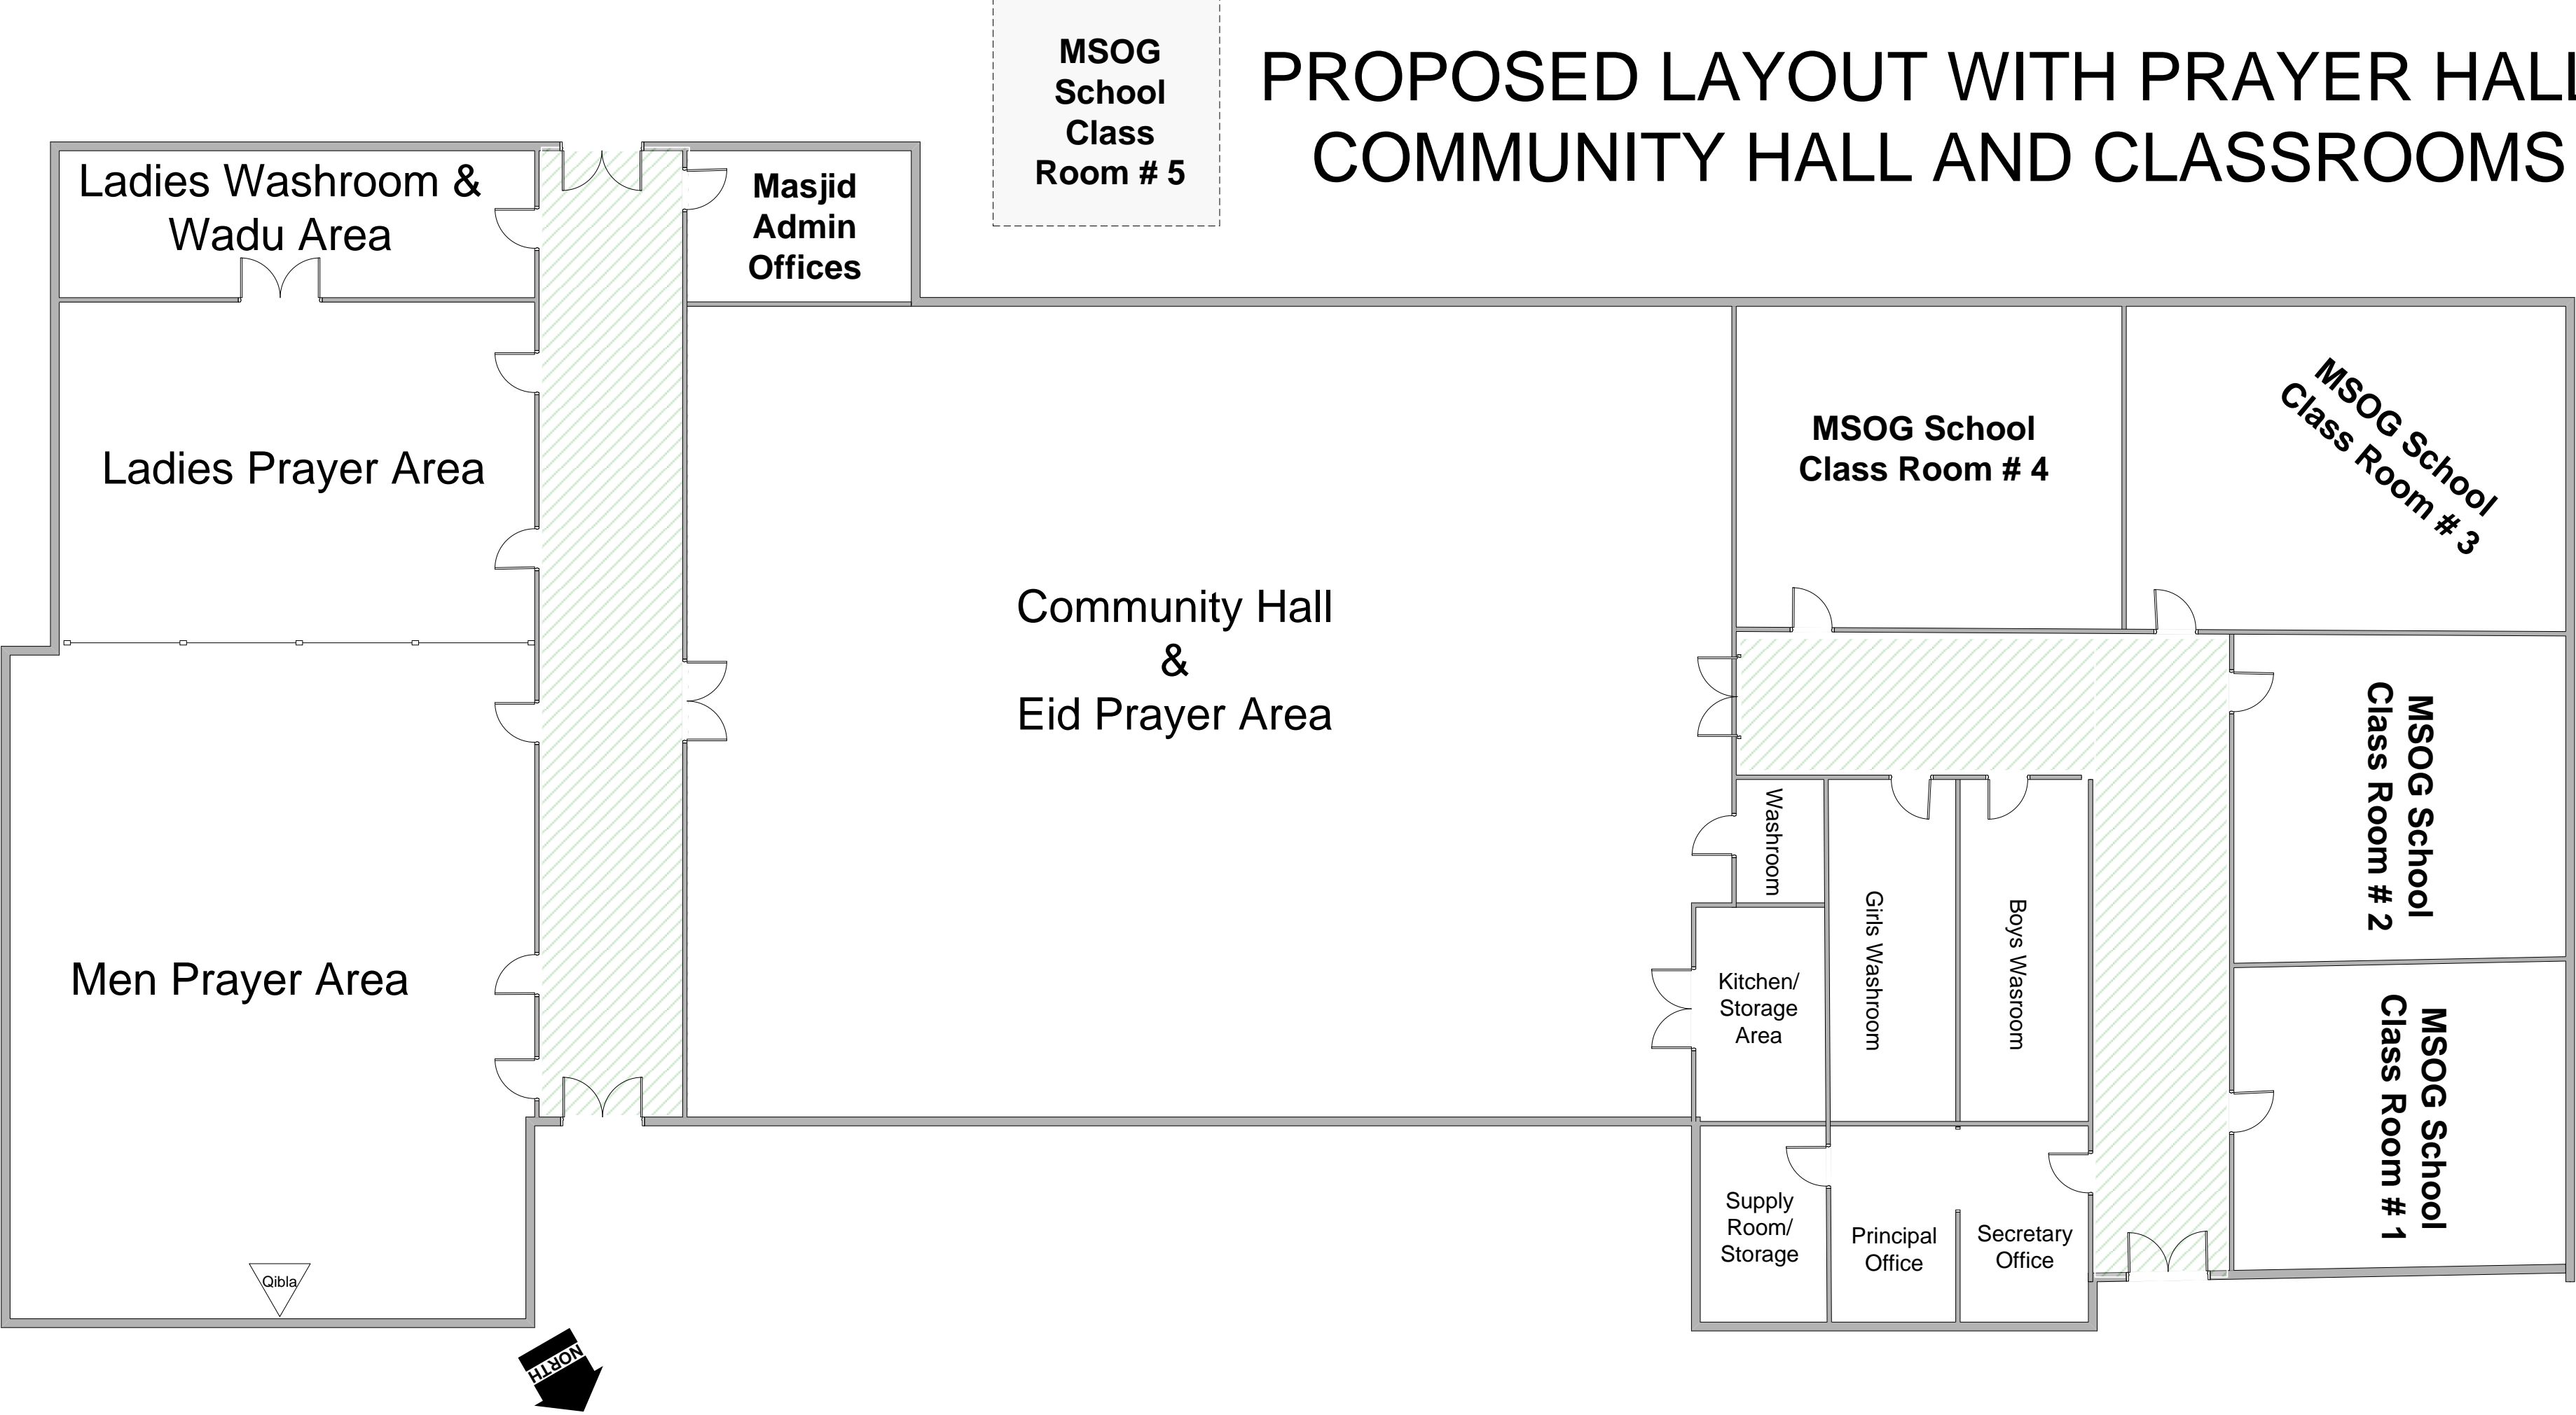 PROPOSED LAYOUT WITH PRAYER HALL
COMMUNITY HALL AND CLASSROOMS
MSOG
School
Class
Room # 5
Ladies Washroom &
Wadu Area
Masjid
Admin
Offices
Ladies Prayer Area
Community Hall
&
Eid Prayer Area
MSOG School
Class Room # 4
MSOG School
Class Room # 3
MSOG School
Class Room # 2
Washroom
Girls Washroom
Boys Wasroom
Men Prayer Area
Kitchen/
Storage
Area
MSOG School
Class Room # 1
Supply
Room/
Storage
Principal
Office
Secretary
Office
Qibla
NORTH